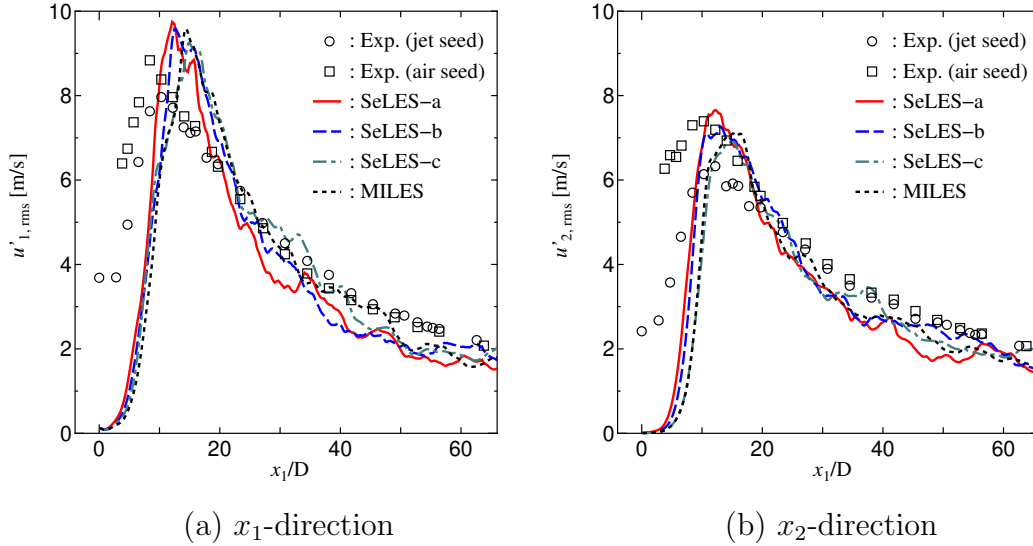 10
8
6
4
2
0
u'1,rms [m/s]
: Exp. (jet seed)
: Exp. (air seed)
: SeLES−a
: SeLES−b
: SeLES−c
: MILES
0 20 40 60
x1/D
(a) x1-direction
10
8
6
4
2
0
u'2,rms [m/s]
: Exp. (jet seed)
: Exp. (air seed)
: SeLES−a
: SeLES−b
: SeLES−c
: MILES
0 20 40 60
x1/D
(b) x2-direction